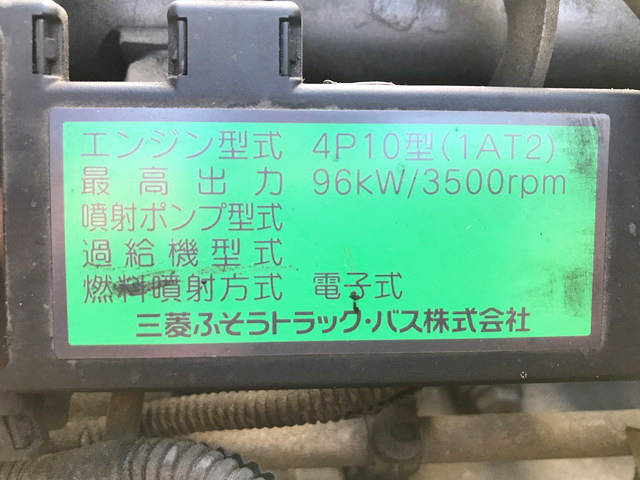 エンジン型式 4P10型(1AT2)
最高出力 96kW/3500rpm
噴射ポンプ型式
過給機型式
燃料噴射方式 電子式
三菱ふそうトラック・バス株式会社